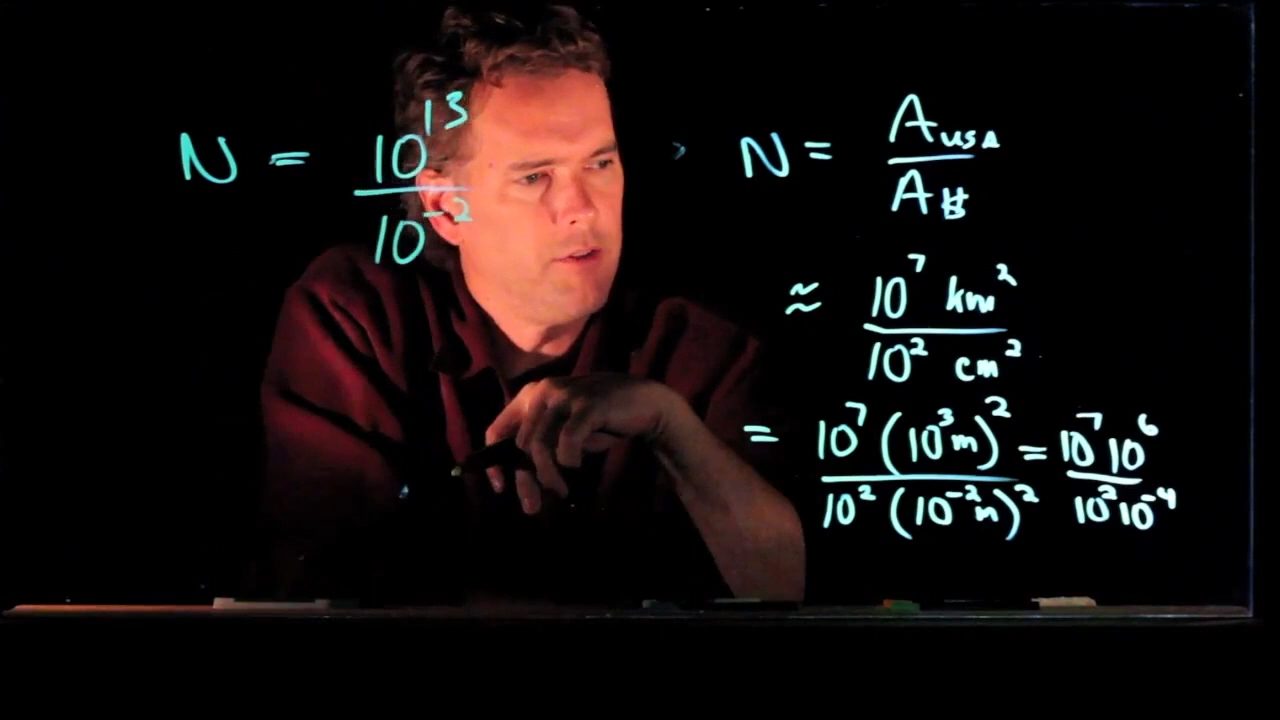 N = 10^13 / 10^-2
N = A_USA / A_B
≈ 10^7 km^2 / 10^2 cm^2
= 10^7 (10^3 m)^2 / 10^2 (10^-2 m)^2 = 10^7 10^6 / 10^2 10^-4